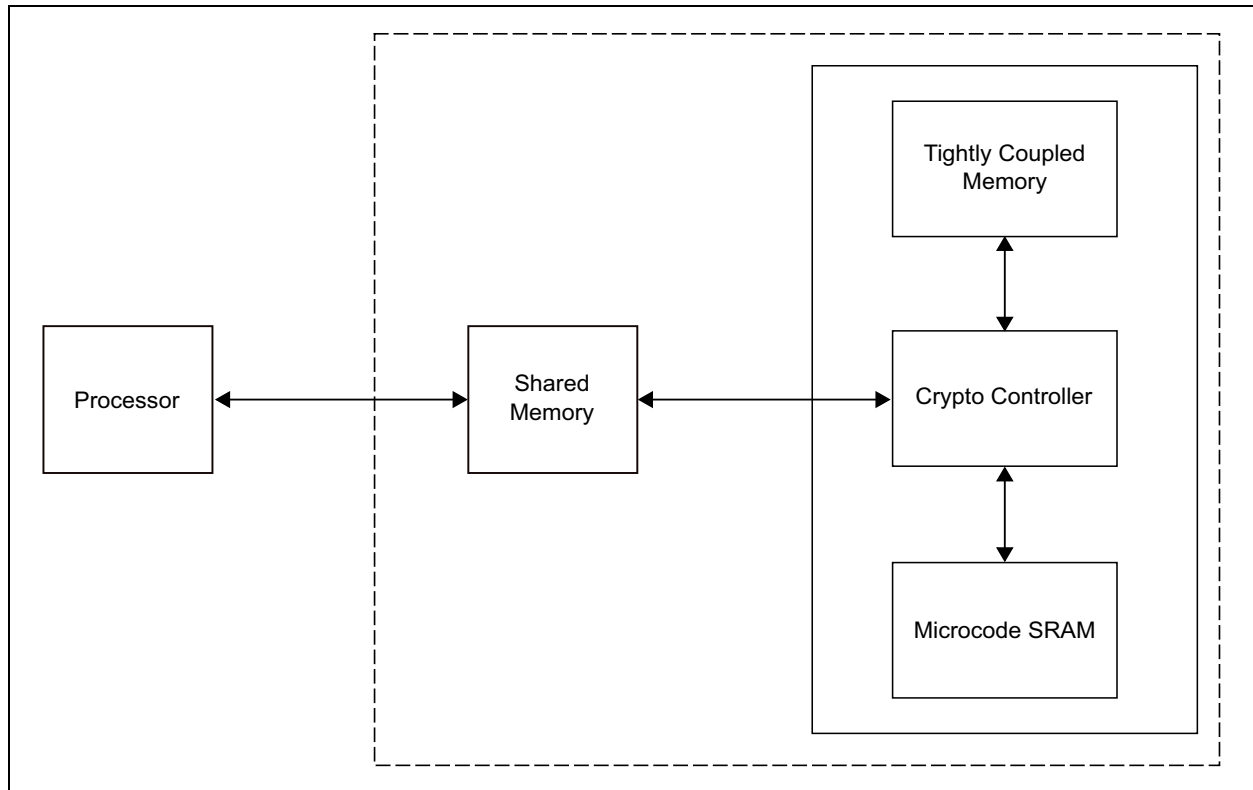 Tightly Coupled
Memory
Processor
Shared
Memory
Crypto Controller
Microcode SRAM